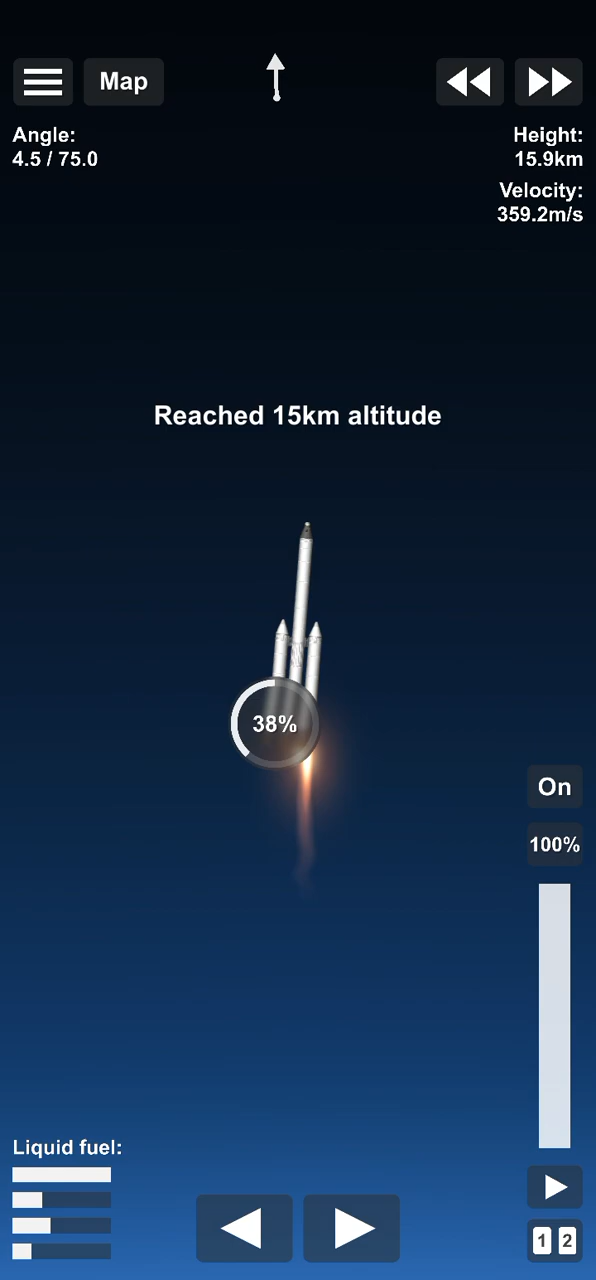 Map
Angle:
4.5 / 75.0
Height:
15.9km
Velocity:
359.2m/s
Reached 15km altitude
38%
On
100%
Liquid fuel:
1 2